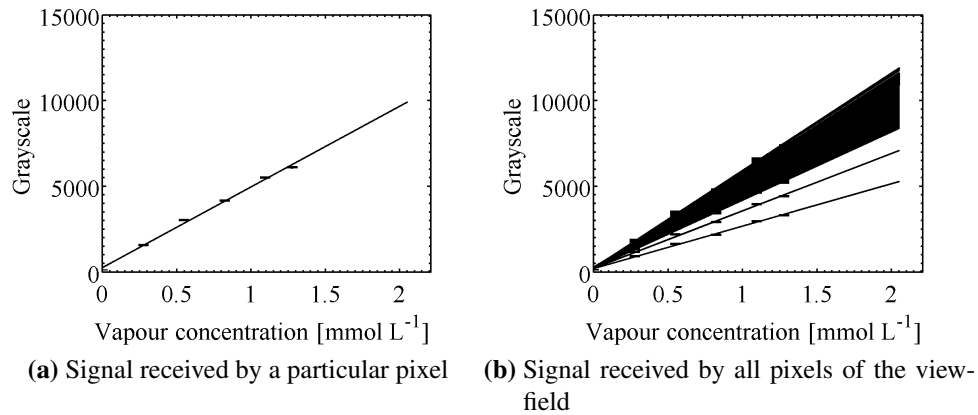 15000
10000
5000
0
Grayscale
0
0.5
1
1.5
2
Vapour concentration [mmol L⁻¹]
(a) Signal received by a particular pixel
15000
10000
5000
0
Grayscale
0
0.5
1
1.5
2
Vapour concentration [mmol L⁻¹]
(b) Signal received by all pixels of the view-
field